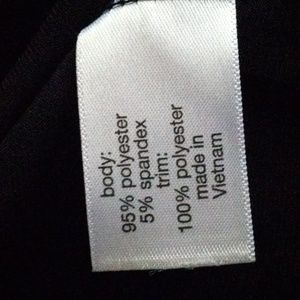 body:
95% polyester
5% spandex
trim:
100% polyester
made in
Vietnam